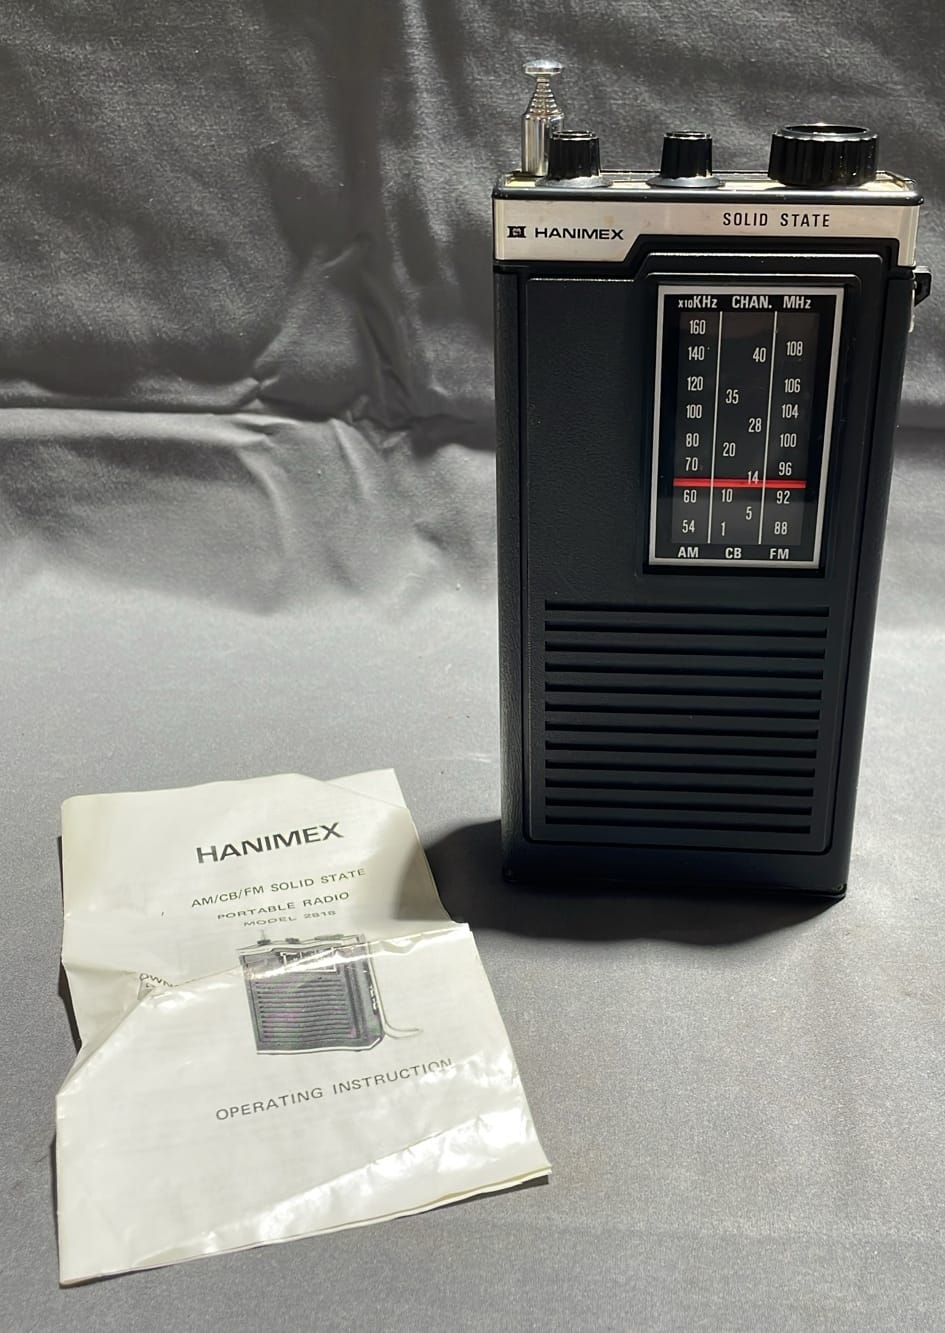 SOLID STATE
HANIMEX
x10KHz CHAN. MHz
160
40 108
140
120 106
35
100 104
28
80 100
20
70 96
14
60 10 92
5
54 1 88
AM CB FM
HANIMEX
AM/CB/FM SOLID STATE
PORTABLE RADIO
MODEL 2818
OPERATING INSTRUCTION